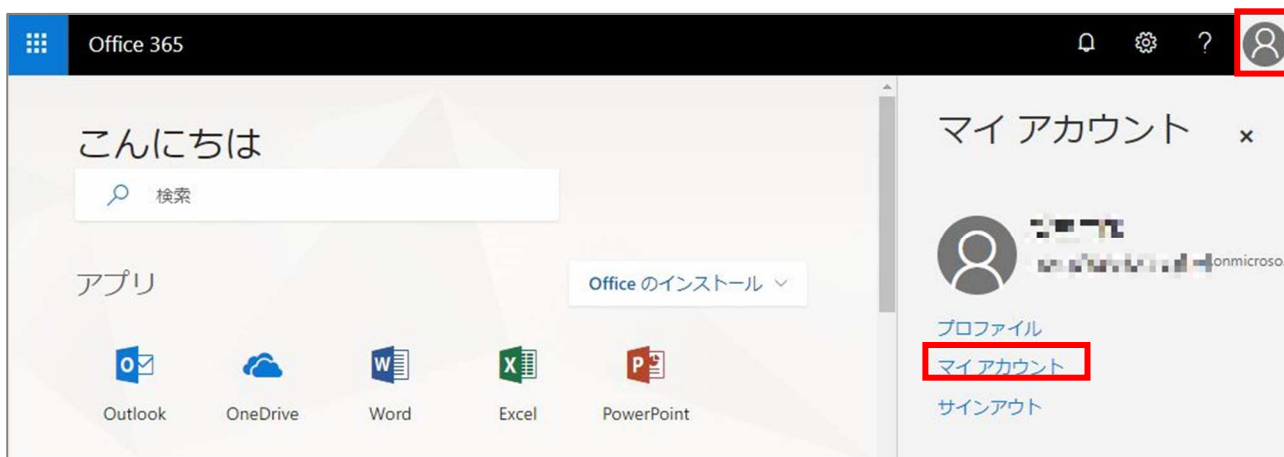 Office 365
?
こんにちは
検索
アプリ
Office のインストール
Outlook
OneDrive
Word
Excel
PowerPoint
マイ アカウント
×
.onmicroso.
プロファイル
マイ アカウント
サインアウト